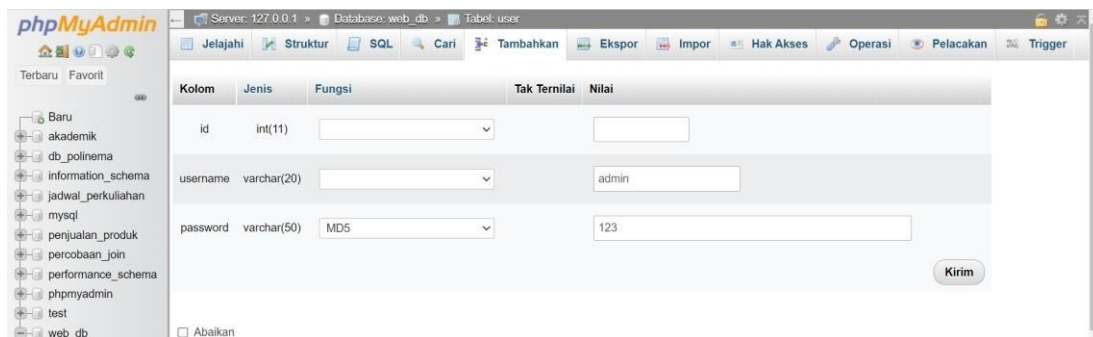 phpMyAdmin
Terbaru Favorit
Baru
akademik
db_polinema
information_schema
jadwal_perkuliahan
mysql
penjualan_produk
percobaan_join
performance_schema
phpmyadmin
test
web_db
Server: 127.0.0.1 » Database: web_db » Tabel: user
Jelajahi Struktur SQL Cari Tambahkan Ekspor Impor Hak Akses Operasi Pelacakan Trigger
Kolom Jenis Fungsi Tak Ternilai Nilai
id int(11)
username varchar(20) admin
password varchar(50) MD5 123
Kirim
Abaikan